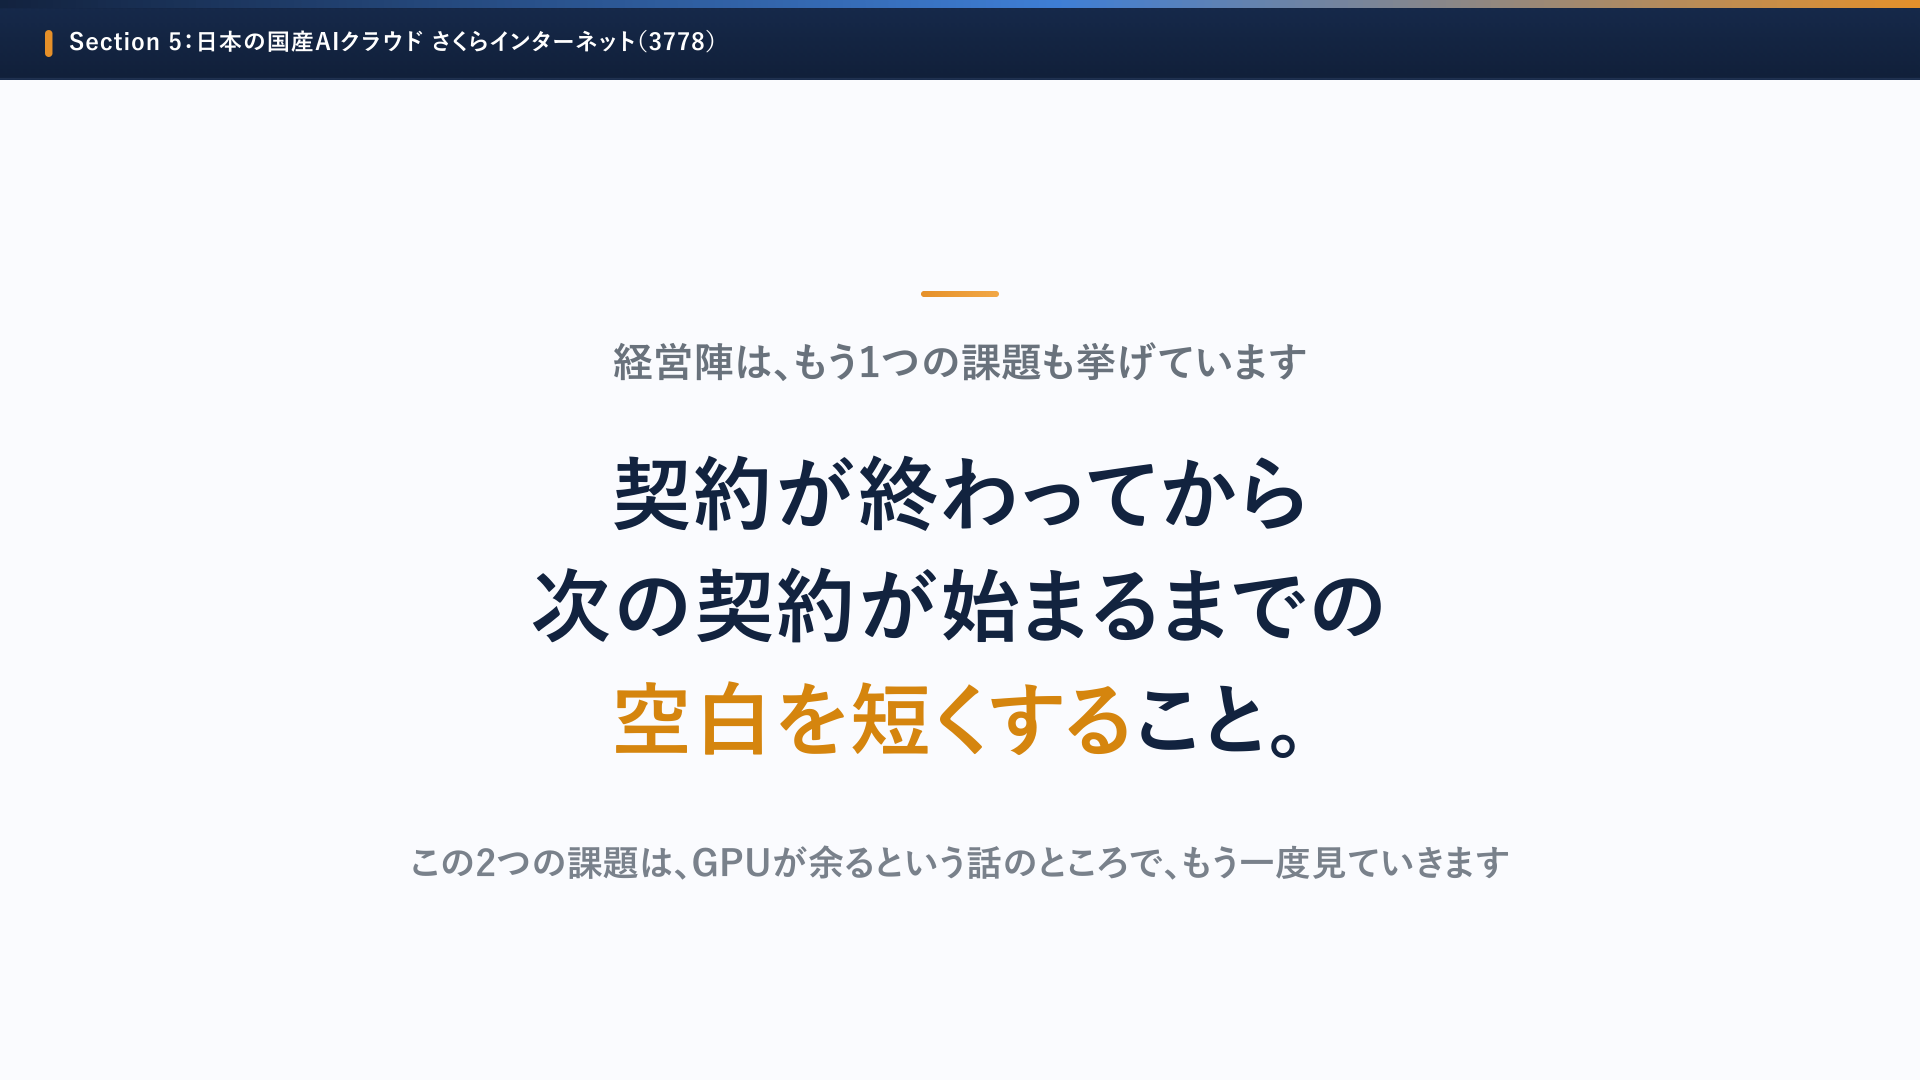 Section 5：日本の国産AIクラウド さくらインターネット（3778）
経営陣は、もう1つの課題も挙げています
契約が終わってから
次の契約が始まるまでの
空白を短くすること。
この2つの課題は、GPUが余るという話のところで、もう一度見ていきます